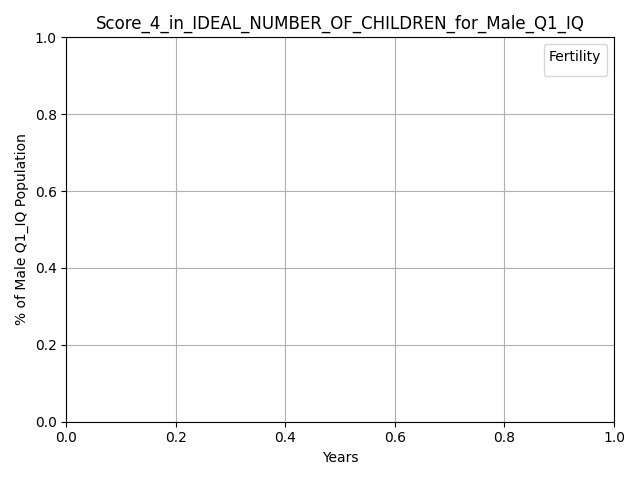 Score_4_in_IDEAL_NUMBER_OF_CHILDREN_for_Male_Q1_IQ
Fertility
% of Male Q1_IQ Population
1.0
0.8
0.6
0.4
0.2
0.0
0.0 0.2 0.4 0.6 0.8 1.0
Years